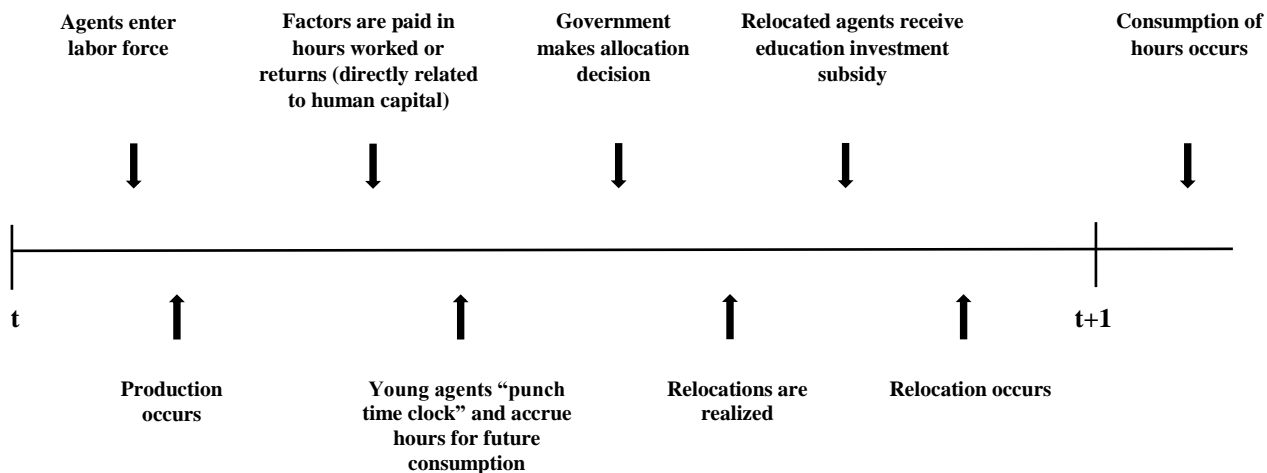 Agents enter
labor force
Factors are paid in
hours worked or
returns (directly related
to human capital)
Government
makes allocation
decision
Relocated agents receive
education investment
subsidy
Consumption of
hours occurs
t
t+1
Production
occurs
Young agents “punch
time clock” and accrue
hours for future
consumption
Relocations are
realized
Relocation occurs